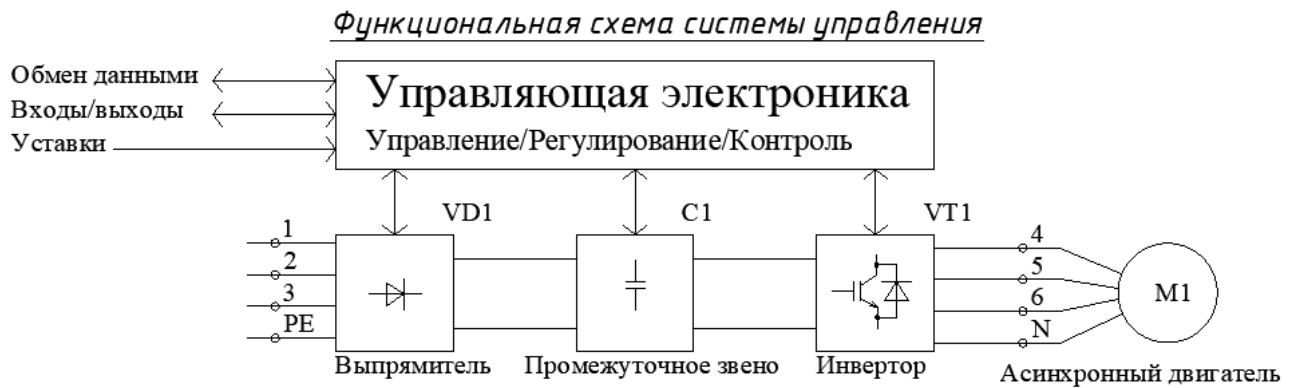 Функциональная схема системы управления
Обмен данными
Входы/выходы
Уставки
Управляющая электроника
Управление/Регулирование/Контроль
VD1
C1
VT1
1
2
3
PE
4
5
6
N
M1
Выпрямитель
Промежуточное звено
Инвертор
Асинхронный двигатель